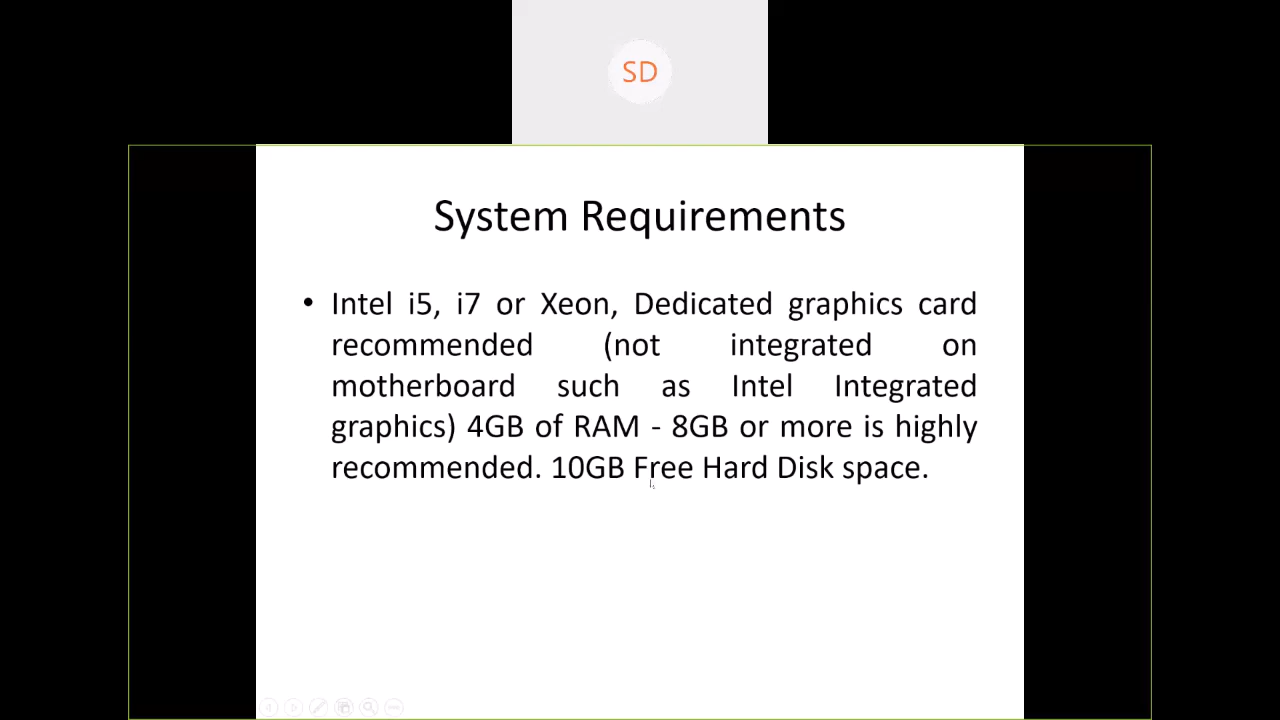 SD
System Requirements
• Intel i5, i7 or Xeon, Dedicated graphics card
recommended (not integrated on
motherboard such as Intel Integrated
graphics) 4GB of RAM - 8GB or more is highly
recommended. 10GB Free Hard Disk space.